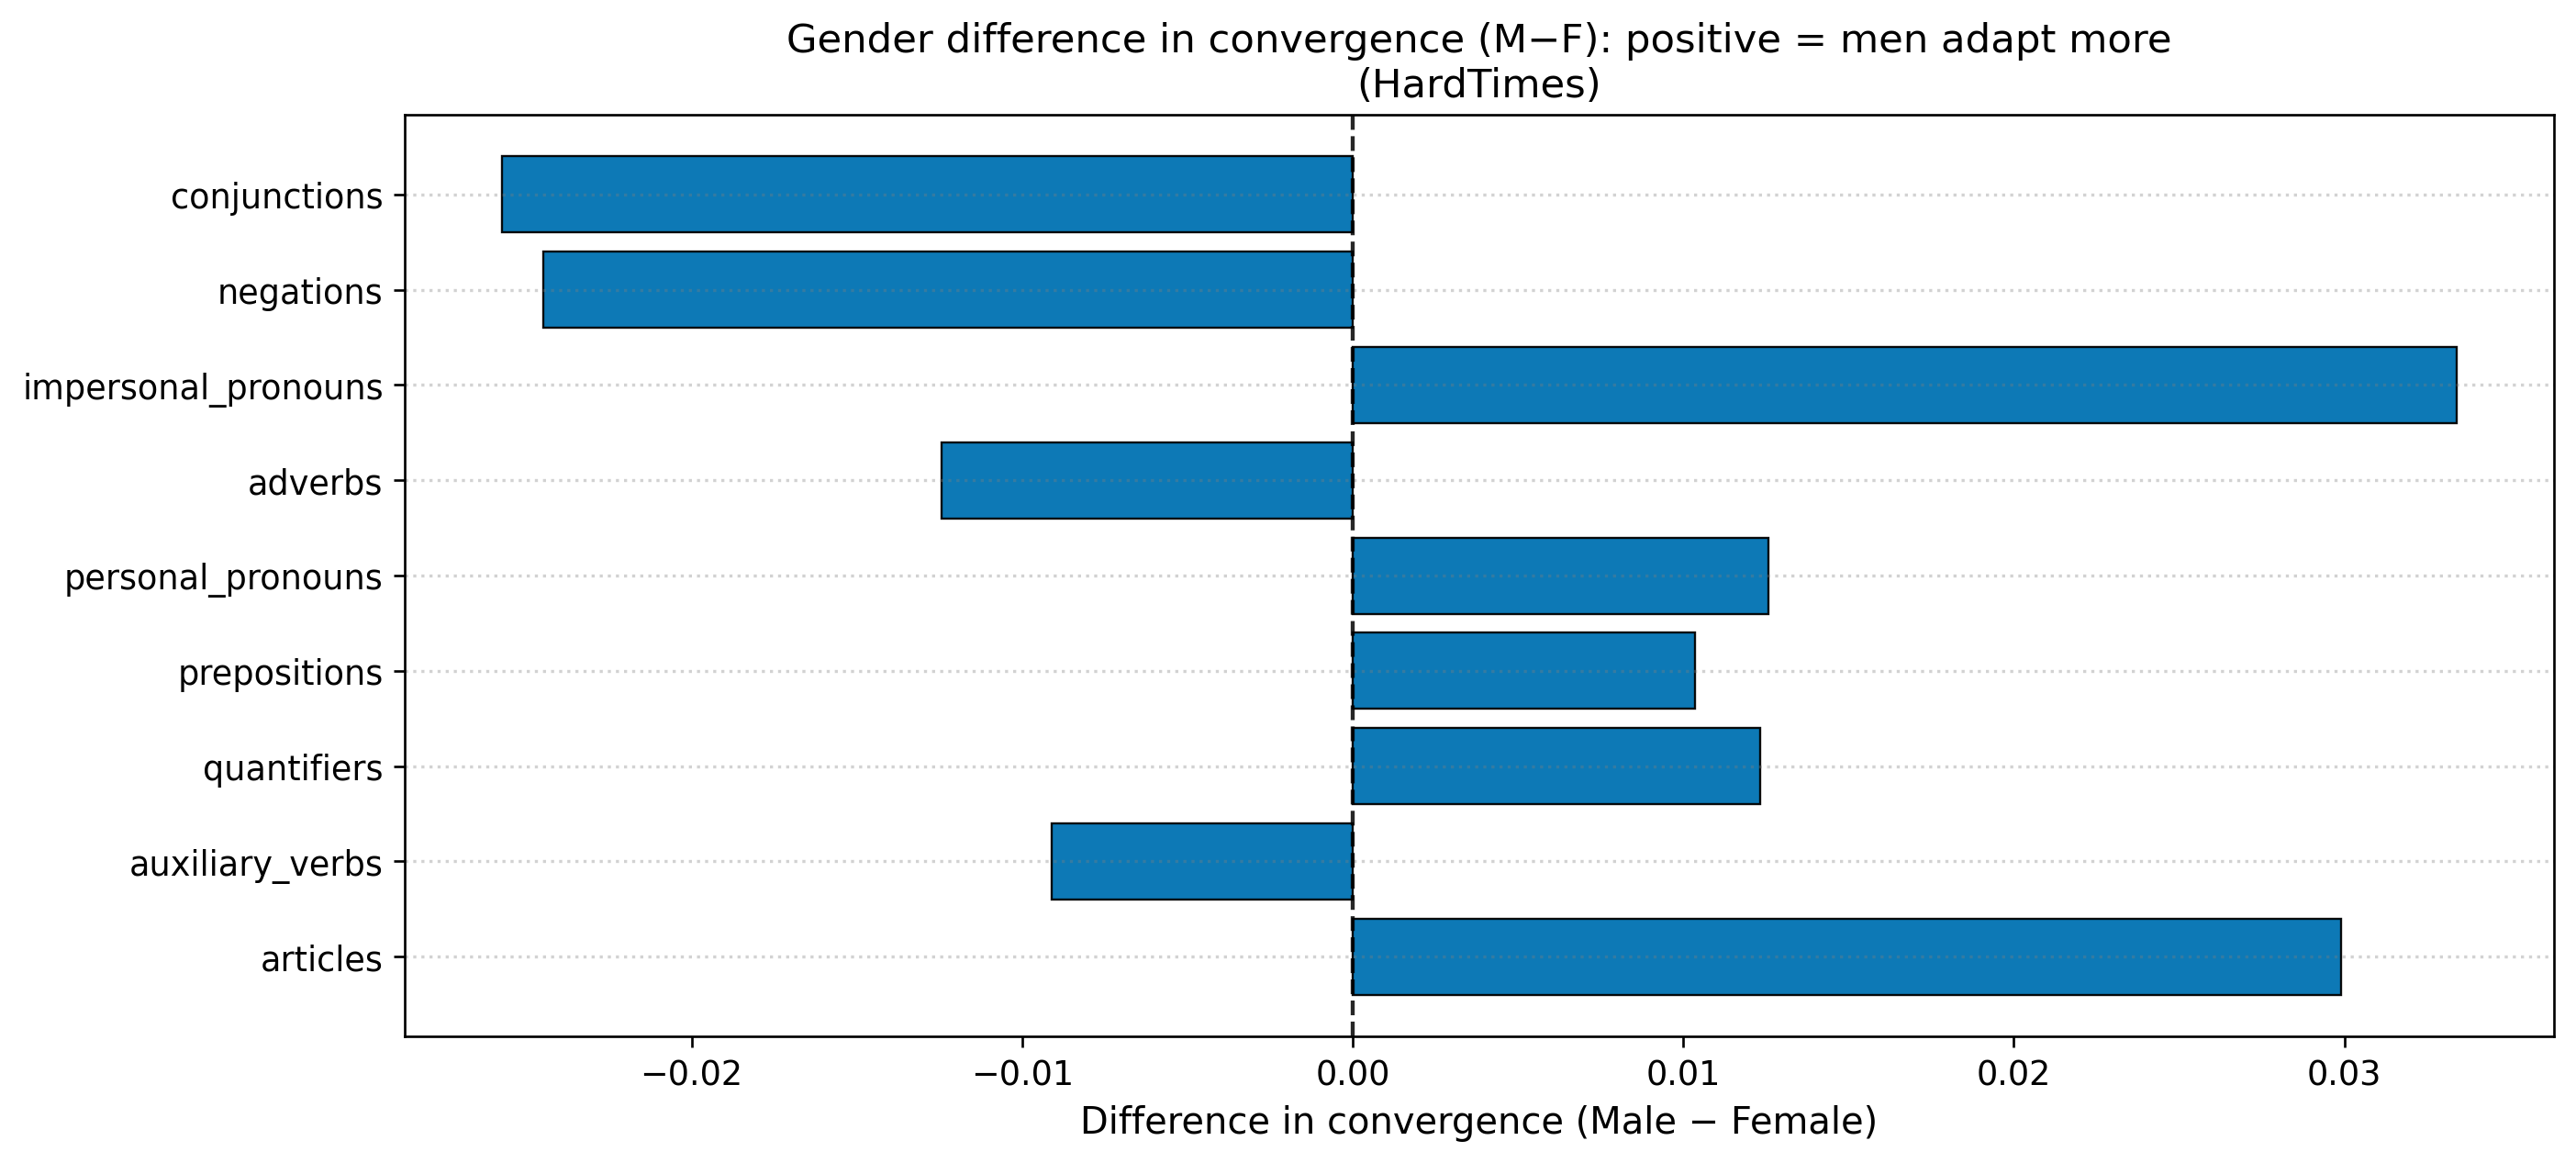 Gender difference in convergence (M−F): positive = men adapt more
(HardTimes)
conjunctions
negations
impersonal_pronouns
adverbs
personal_pronouns
prepositions
quantifiers
auxiliary_verbs
articles
−0.02 −0.01 0.00 0.01 0.02 0.03
Difference in convergence (Male − Female)